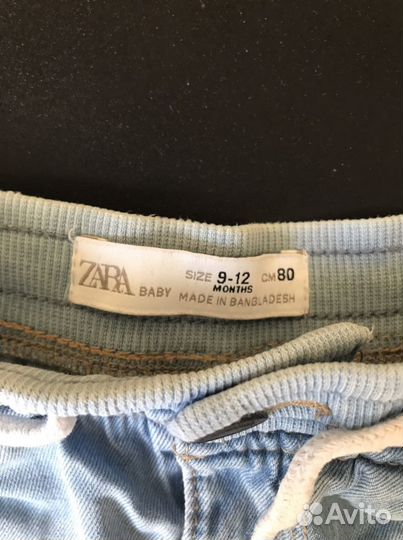 ZARA BABY SIZE 9-12 CM 80
MONTHS
MADE IN BANGLADESH
Avito